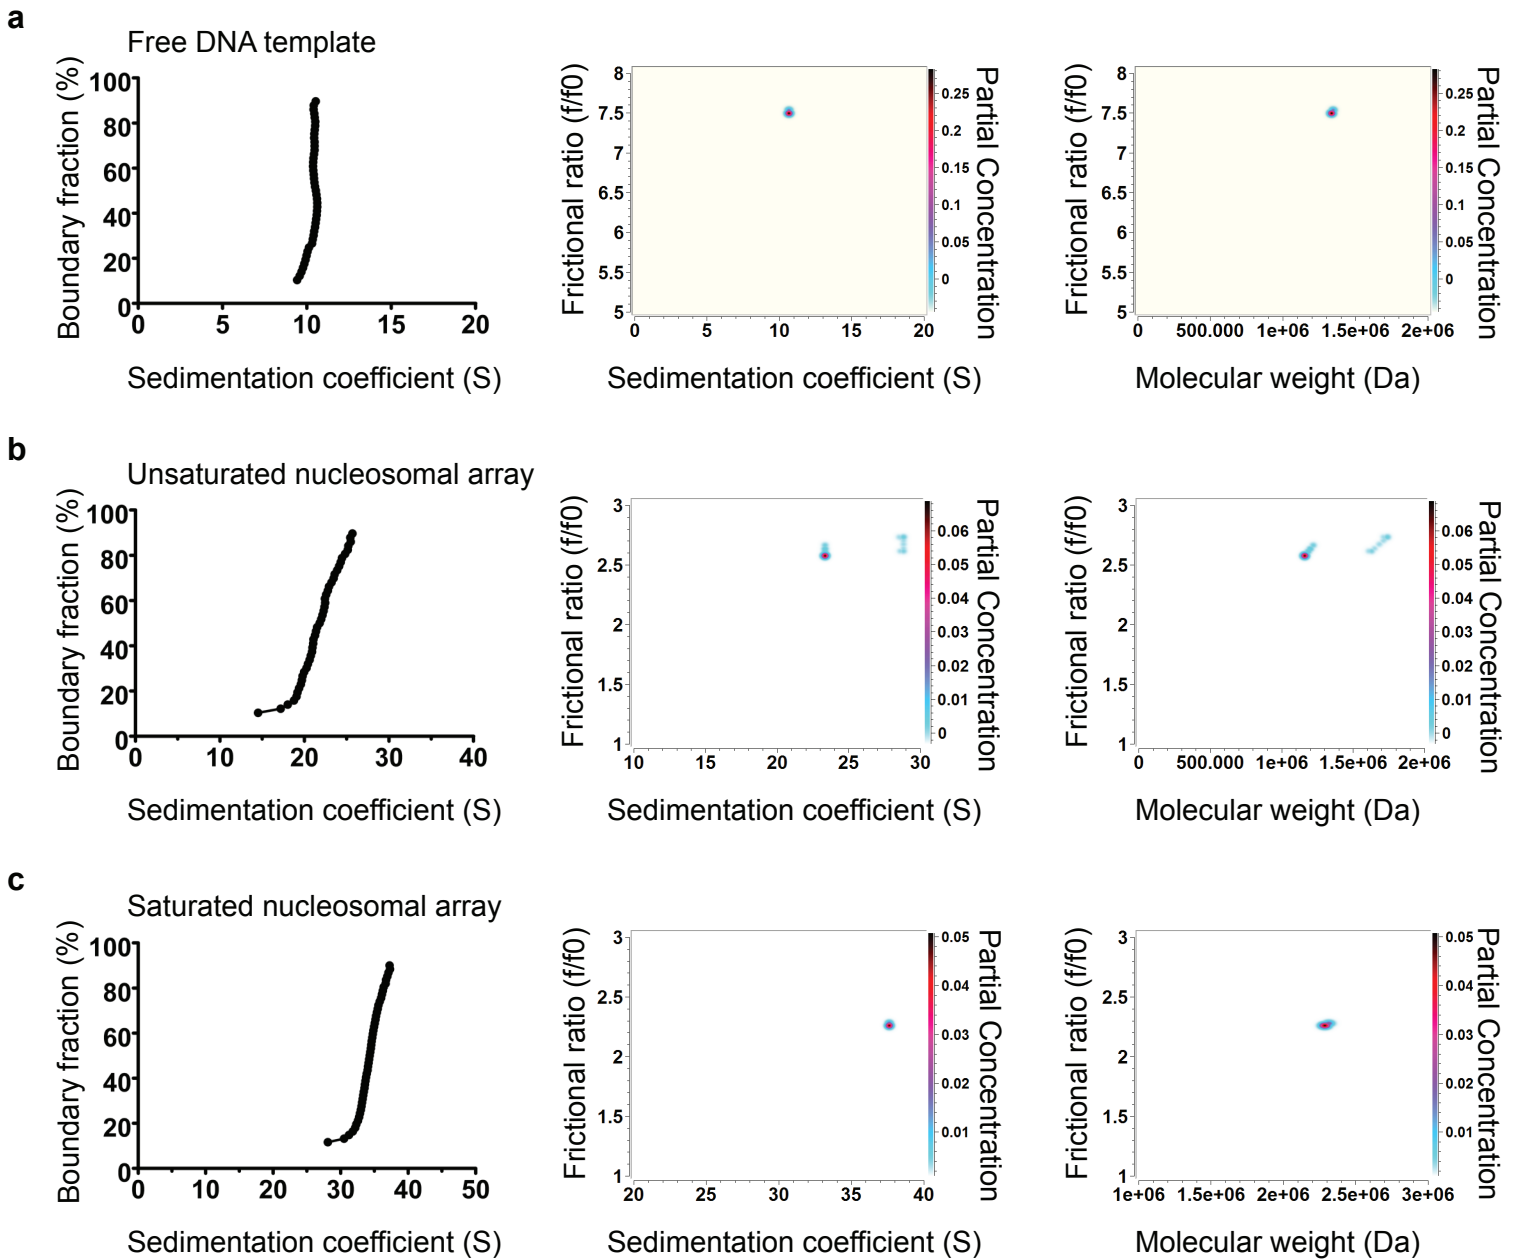 a
Free DNA template
Boundary fraction (%)
100
80
60
40
20
0
0 5 10 15 20
Sedimentation coefficient (S)
Frictional ratio (f/f0)
8
7.5
7
6.5
6
5.5
5
0 5 10 15 20
Sedimentation coefficient (S)
0.25
0.2
0.15
0.1
0.05
0
Partial Concentration
Frictional ratio (f/f0)
8
7.5
7
6.5
6
5.5
5
0 500.000 1e+06 1.5e+06 2e+06
Molecular weight (Da)
0.25
0.2
0.15
0.1
0.05
0
Partial Concentration
b
Unsaturated nucleosomal array
Boundary fraction (%)
100
80
60
40
20
0
0 10 20 30 40
Sedimentation coefficient (S)
Frictional ratio (f/f0)
3
2.5
2
1.5
1
10 15 20 25 30
Sedimentation coefficient (S)
0.06
0.05
0.04
0.03
0.02
0.01
0
Partial Concentration
Frictional ratio (f/f0)
3
2.5
2
1.5
1
0 500.000 1e+06 1.5e+06 2e+06
Molecular weight (Da)
0.06
0.05
0.04
0.03
0.02
0.01
0
Partial Concentration
c
Saturated nucleosomal array
Boundary fraction (%)
100
80
60
40
20
0
0 10 20 30 40 50
Sedimentation coefficient (S)
Frictional ratio (f/f0)
3
2.5
2
1.5
1
20 25 30 35 40
Sedimentation coefficient (S)
0.05
0.04
0.03
0.02
0.01
Partial Concentration
Frictional ratio (f/f0)
3
2.5
2
1.5
1
1e+06 1.5e+06 2e+06 2.5e+06 3e+06
Molecular weight (Da)
0.05
0.04
0.03
0.02
0.01
Partial Concentration